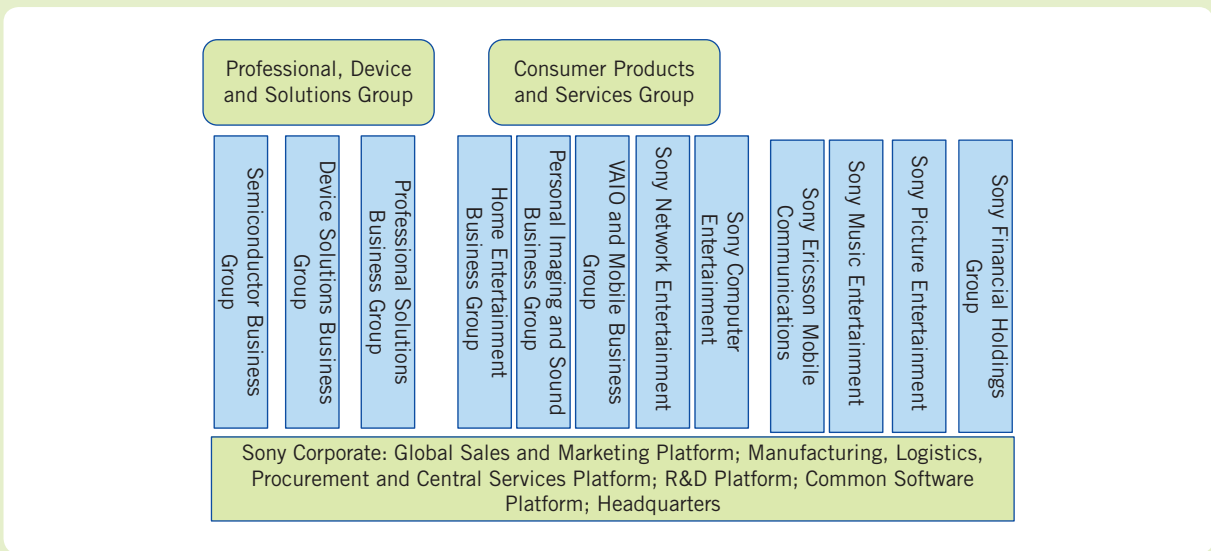 Professional, Device
and Solutions Group
Consumer Products
and Services Group
Semiconductor Business
Group
Device Solutions Business
Group
Professional Solutions
Business Group
Home Entertainment
Business Group
Personal Imaging and Sound
Business Group
VAIO and Mobile Business
Group
Sony Network Entertainment
Sony Computer
Entertainment
Sony Ericsson Mobile
Communications
Sony Music Entertainment
Sony Picture Entertainment
Sony Financial Holdings
Group
Sony Corporate: Global Sales and Marketing Platform; Manufacturing, Logistics,
Procurement and Central Services Platform; R&D Platform; Common Software
Platform; Headquarters